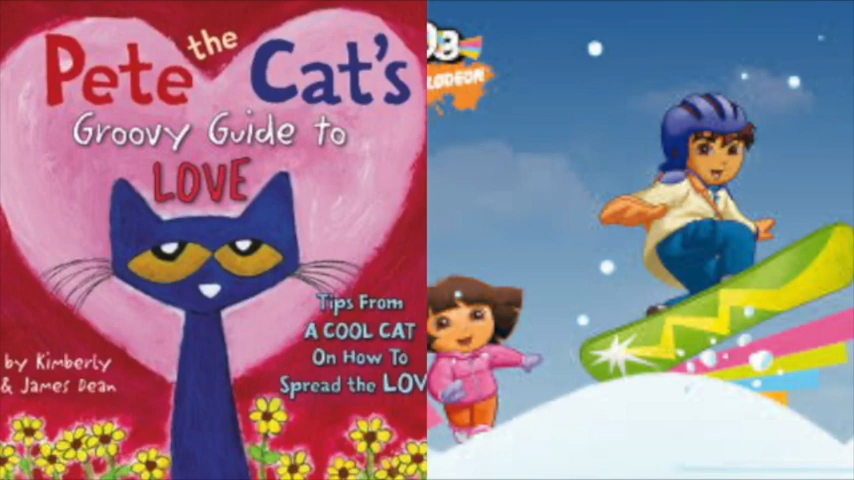 Pete the Cat's
Groovy Guide to
LOVE
Tips From
A COOL CAT
On How To
Spread the LOV
by Kimberly
& James Dean